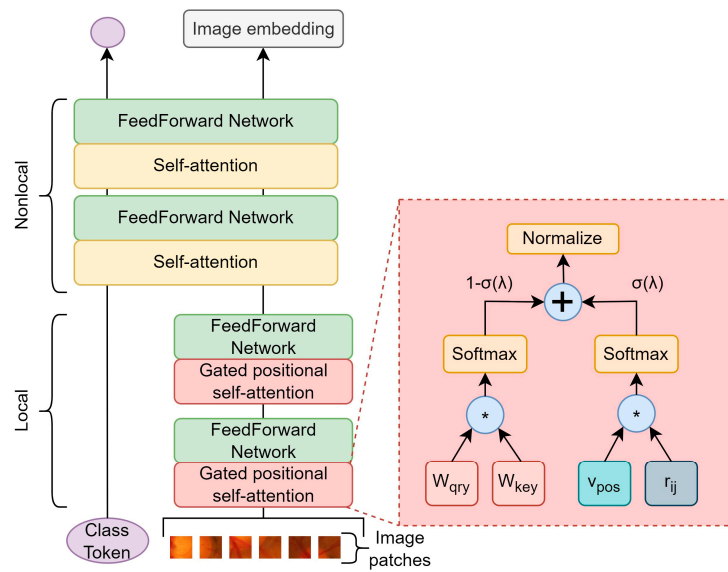 Image embedding
FeedForward Network
Self-attention
FeedForward Network
Self-attention
Nonlocal
FeedForward
Network
Gated positional
self-attention
FeedForward
Network
Gated positional
self-attention
Local
Class
Token
Image
patches
Normalize
1-σ(λ)
σ(λ)
+
Softmax
Softmax
*
*
W_qry
W_key
v_pos
r_ij